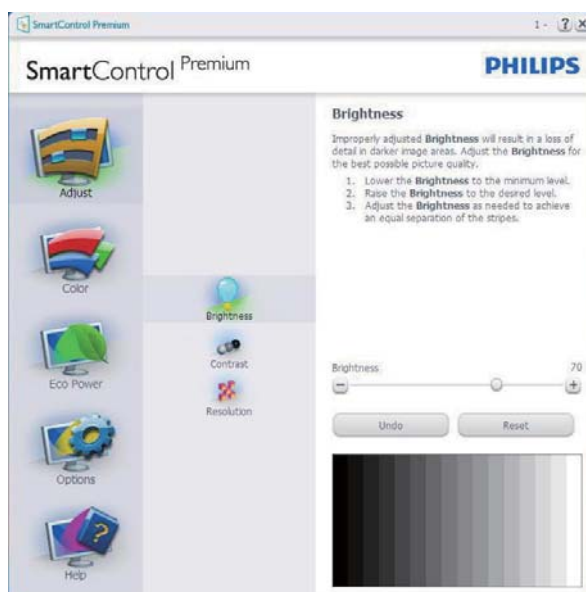 SmartControl Premium
1 -
?
X
SmartControl Premium
PHILIPS
Adjust
Color
Eco Power
Options
?
Help
Brightness
Contrast
Resolution
Brightness
Improperly adjusted Brightness will result in a loss of
detail in darker image areas. Adjust the Brightness for
the best possible picture quality.
1. Lower the Brightness to the minimum level.
2. Raise the Brightness to the desired level.
3. Adjust the Brightness as needed to achieve
an equal separation of the stripes.
Brightness 70
Undo Reset